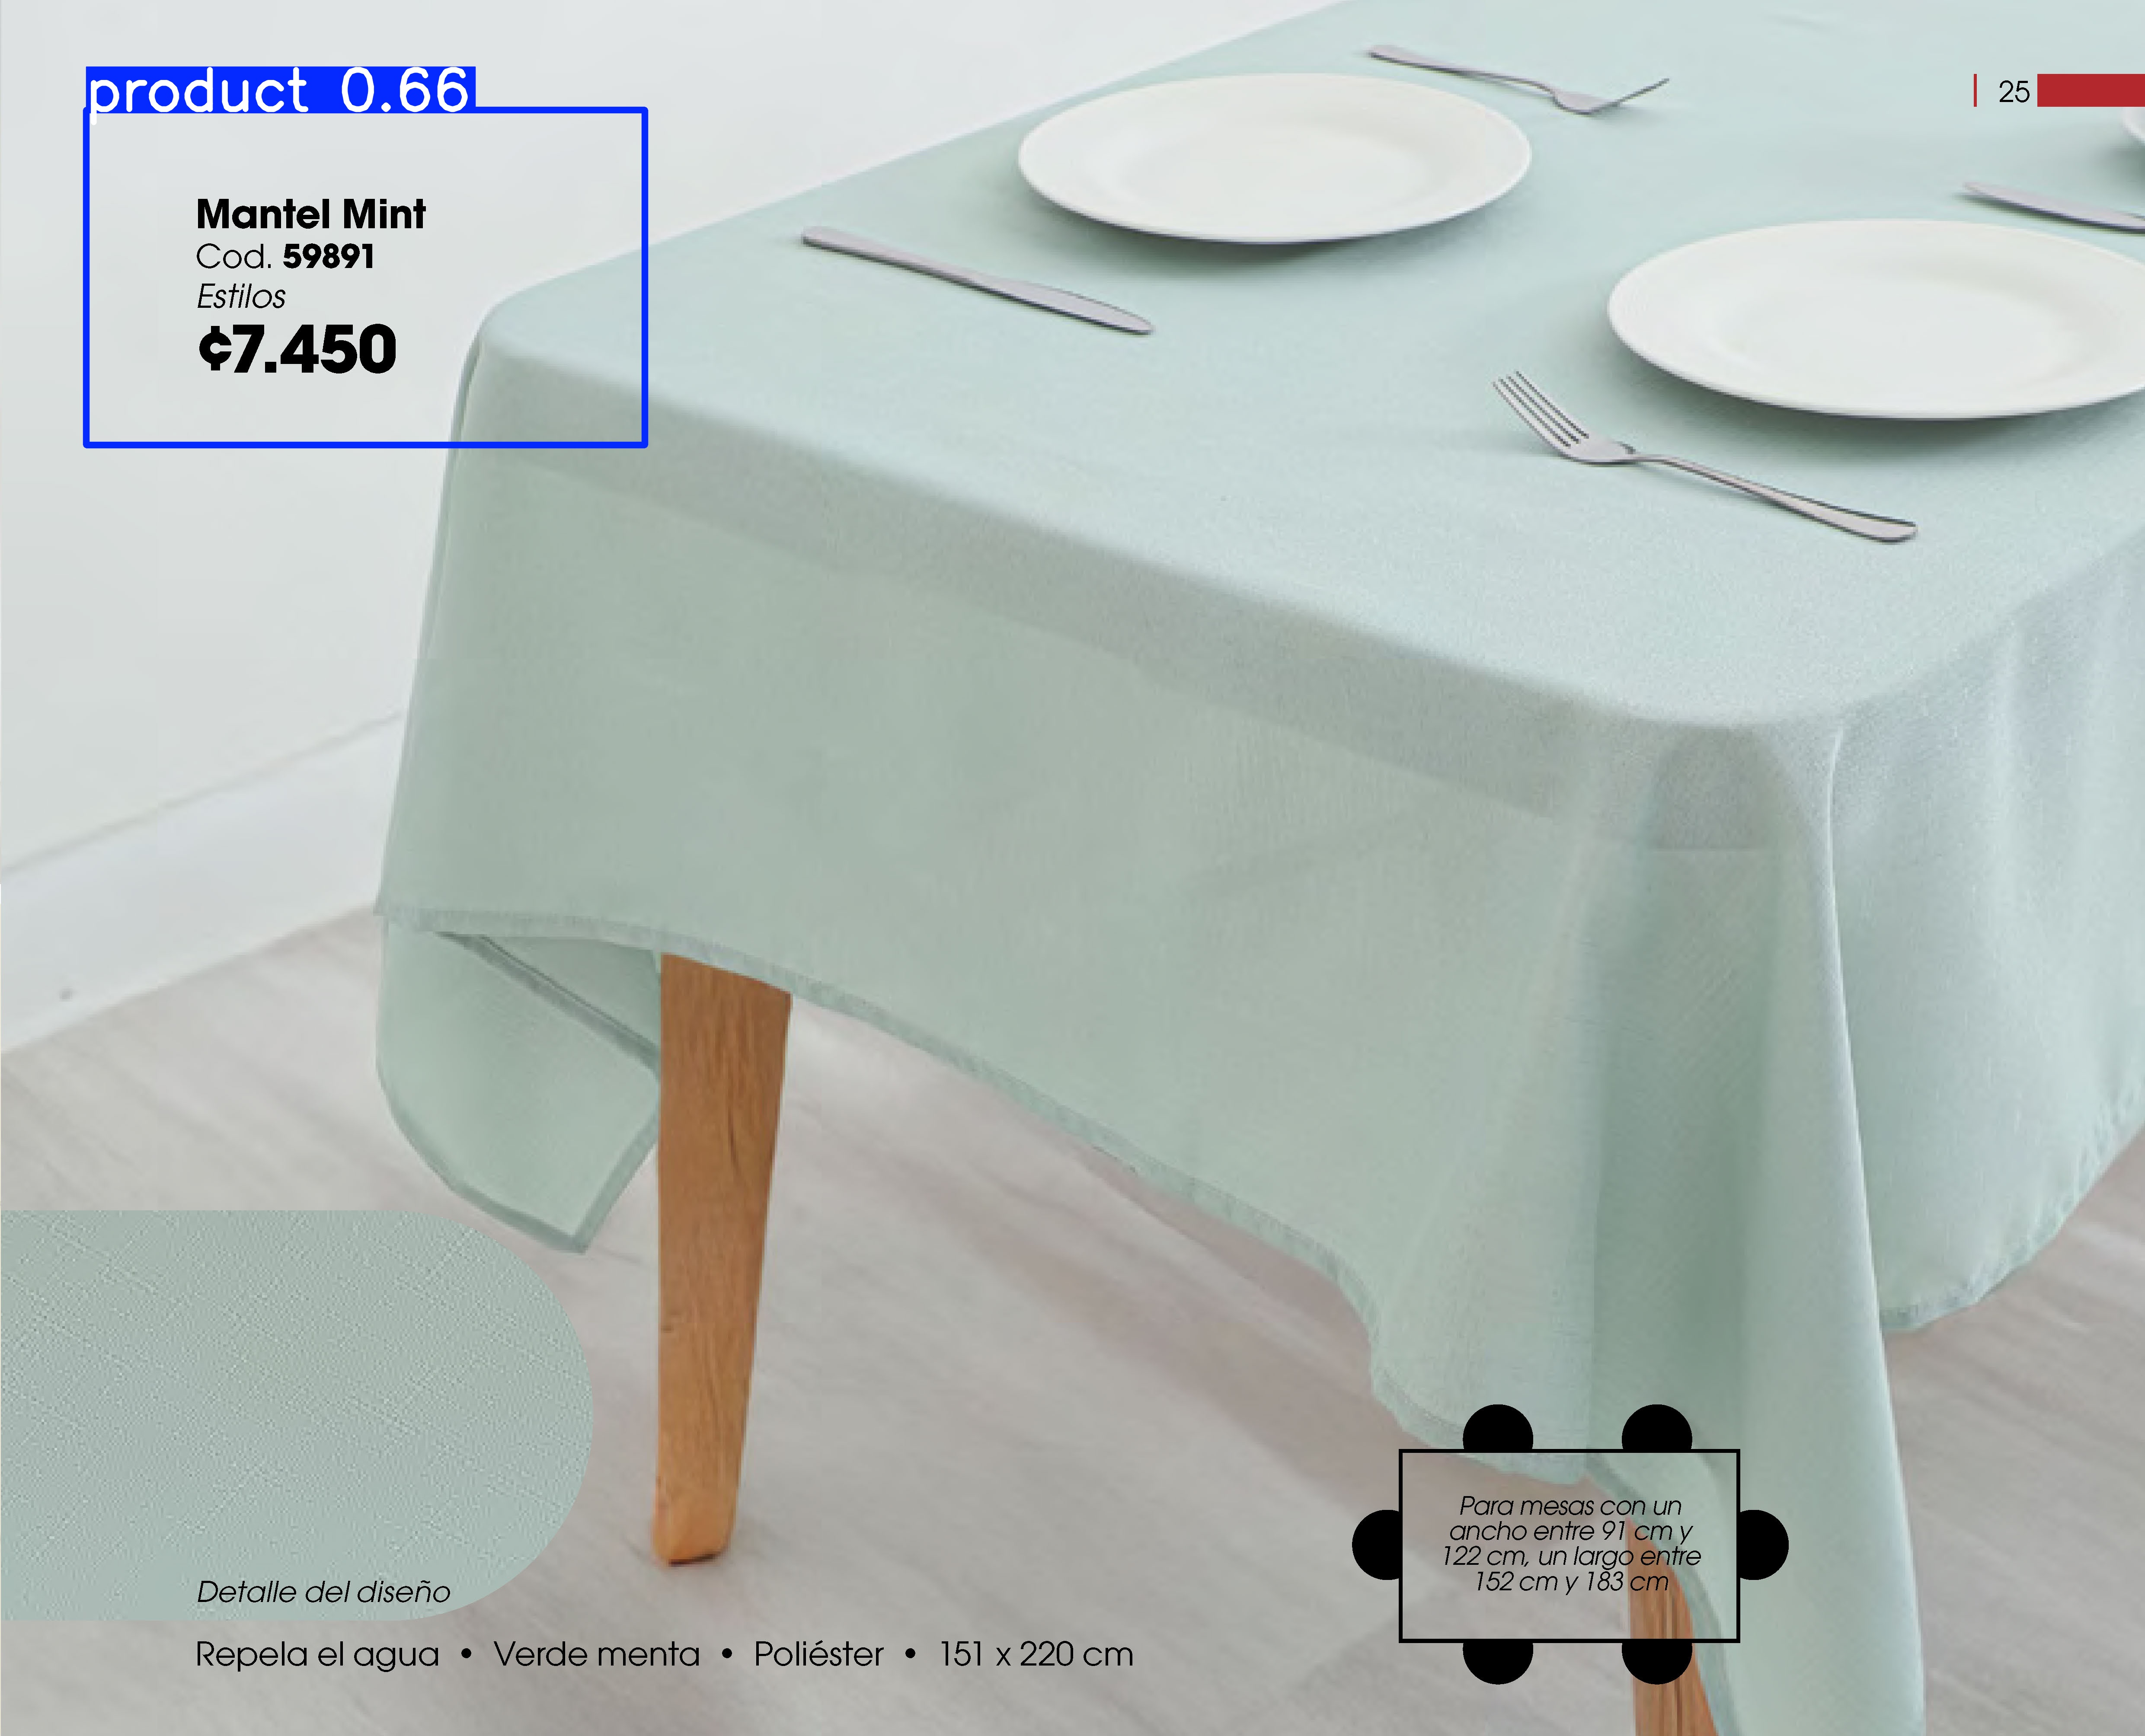 product 0.66
25
Mantel Mint
Cod. 59891
Estilos
¢7.450
Para mesas con un
ancho entre 91 cm y
122 cm, un largo entre
152 cm y 183 cm
Detalle del diseño
Repela el agua • Verde menta • Poliéster • 151 x 220 cm